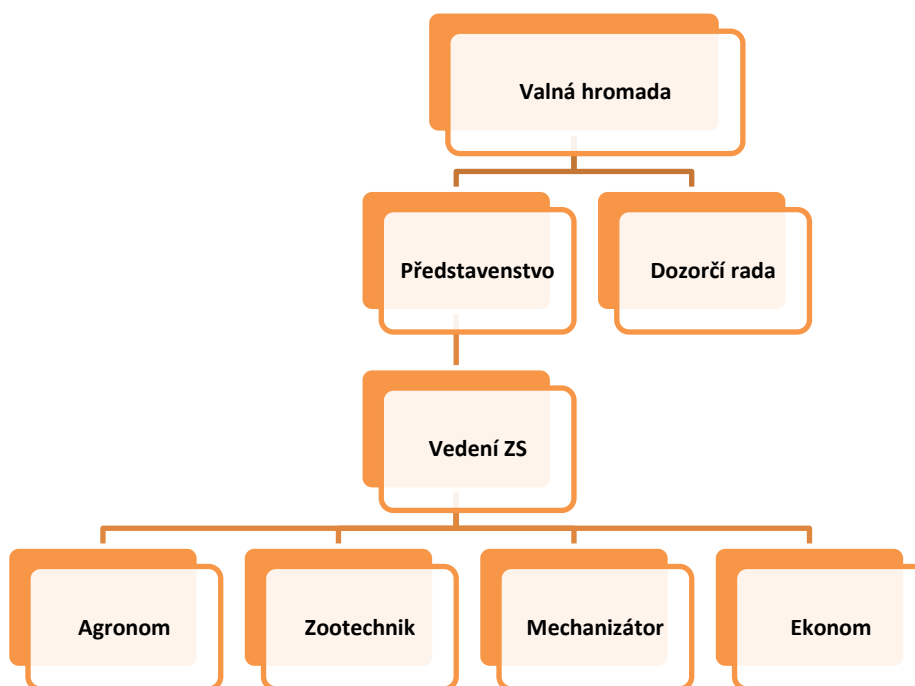 Valná hromada
Představenstvo
Dozorčí rada
Vedení ZS
Agronom
Zootechnik
Mechanizátor
Ekonom